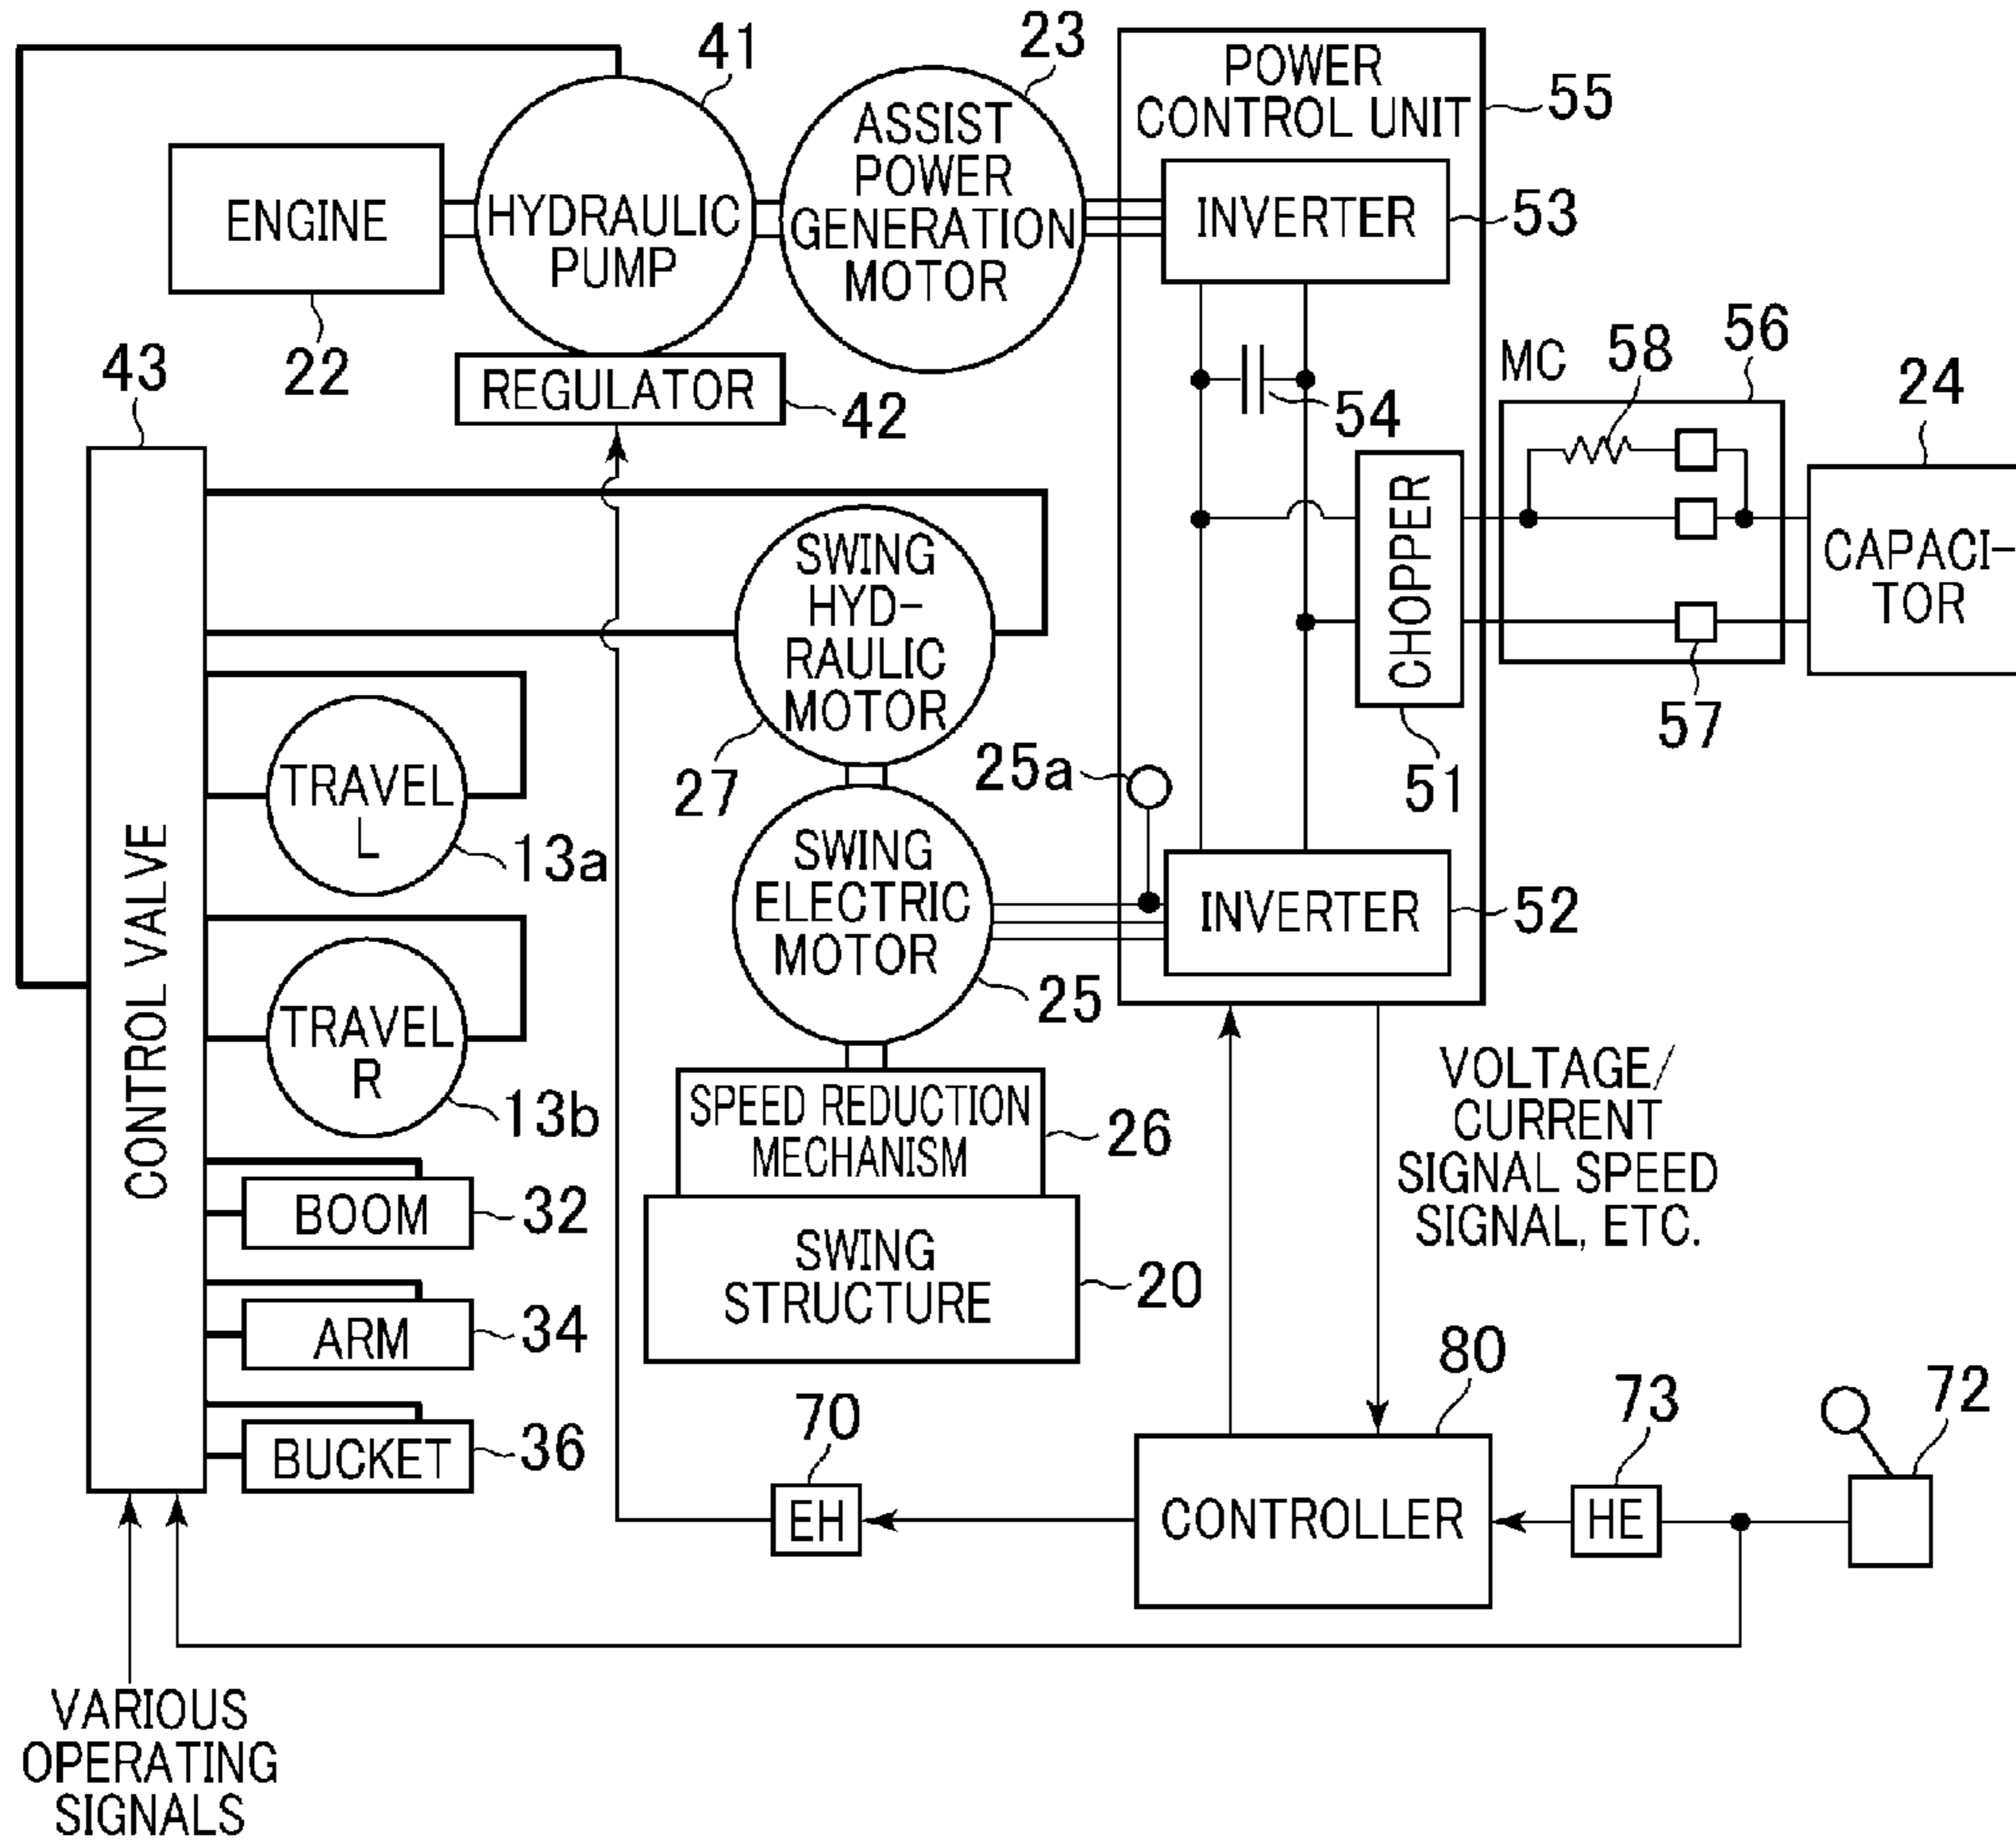 41
23
POWER
CONTROL UNIT
55
ENGINE
22
HYDRAULIC
PUMP
ASSIST
POWER
GENERATION
MOTOR
INVERTER
53
43
REGULATOR
42
54
MC
58
56
24
CAPACI-
TOR
CHOPPER
51
57
SWING
HYD-
RAULIC
MOTOR
27
25a
CONTROL VALVE
TRAVEL
L
13a
SWING
ELECTRIC
MOTOR
25
INVERTER
52
TRAVEL
R
13b
SPEED REDUCTION
MECHANISM
26
VOLTAGE/
CURRENT
SIGNAL SPEED
SIGNAL, ETC.
BOOM
32
SWING
STRUCTURE
20
ARM
34
BUCKET
36
70
EH
80
CONTROLLER
73
HE
72
VARIOUS
OPERATING
SIGNALS